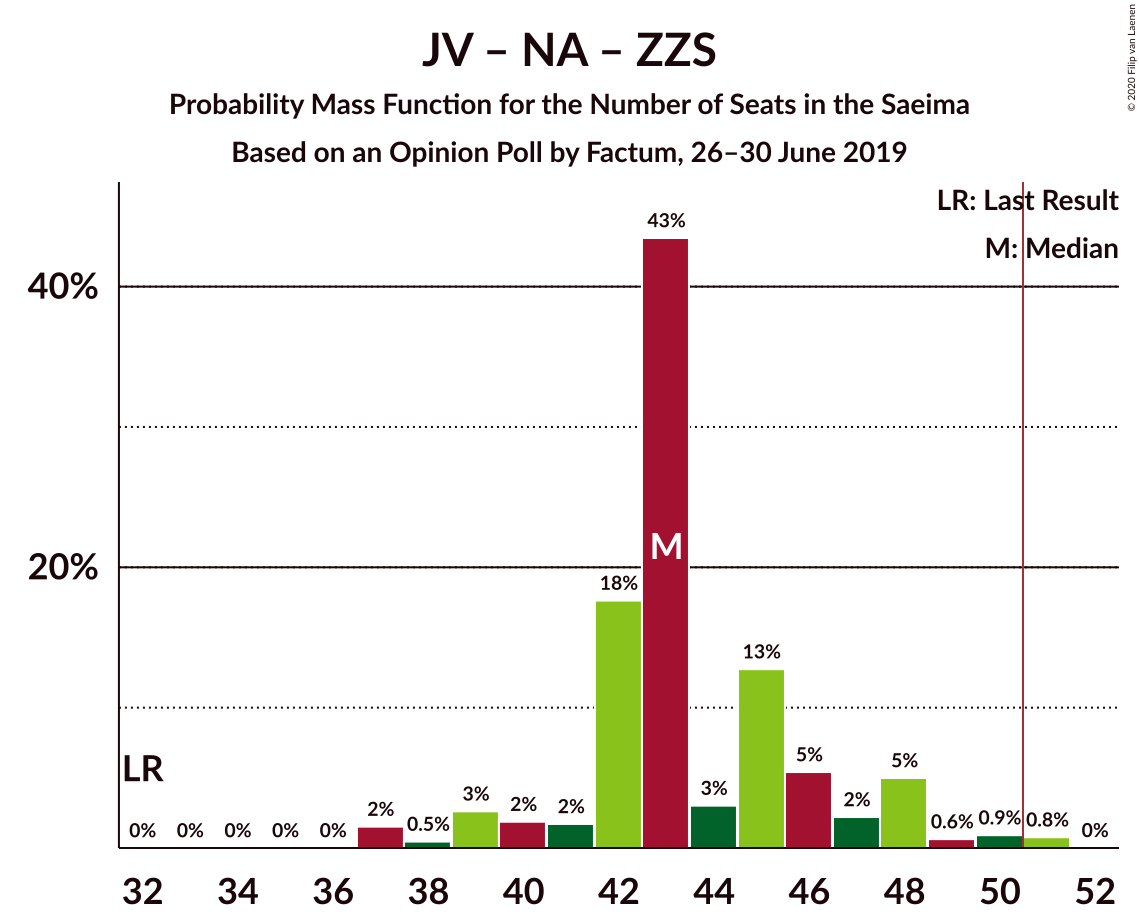 JV – NA – ZZS
Probability Mass Function for the Number of Seats in the Saeima
Based on an Opinion Poll by Factum, 26–30 June 2019
© 2020 Filip van Laenen
LR: Last Result
M: Median
40%
20%
43%
18%
13%
5%
5%
3%
3%
2%
2%
2%
2%
0.5%
0.6%
0.9%
0.8%
0%
0%
0%
0%
0%
0%
LR
M
32 34 36 38 40 42 44 46 48 50 52